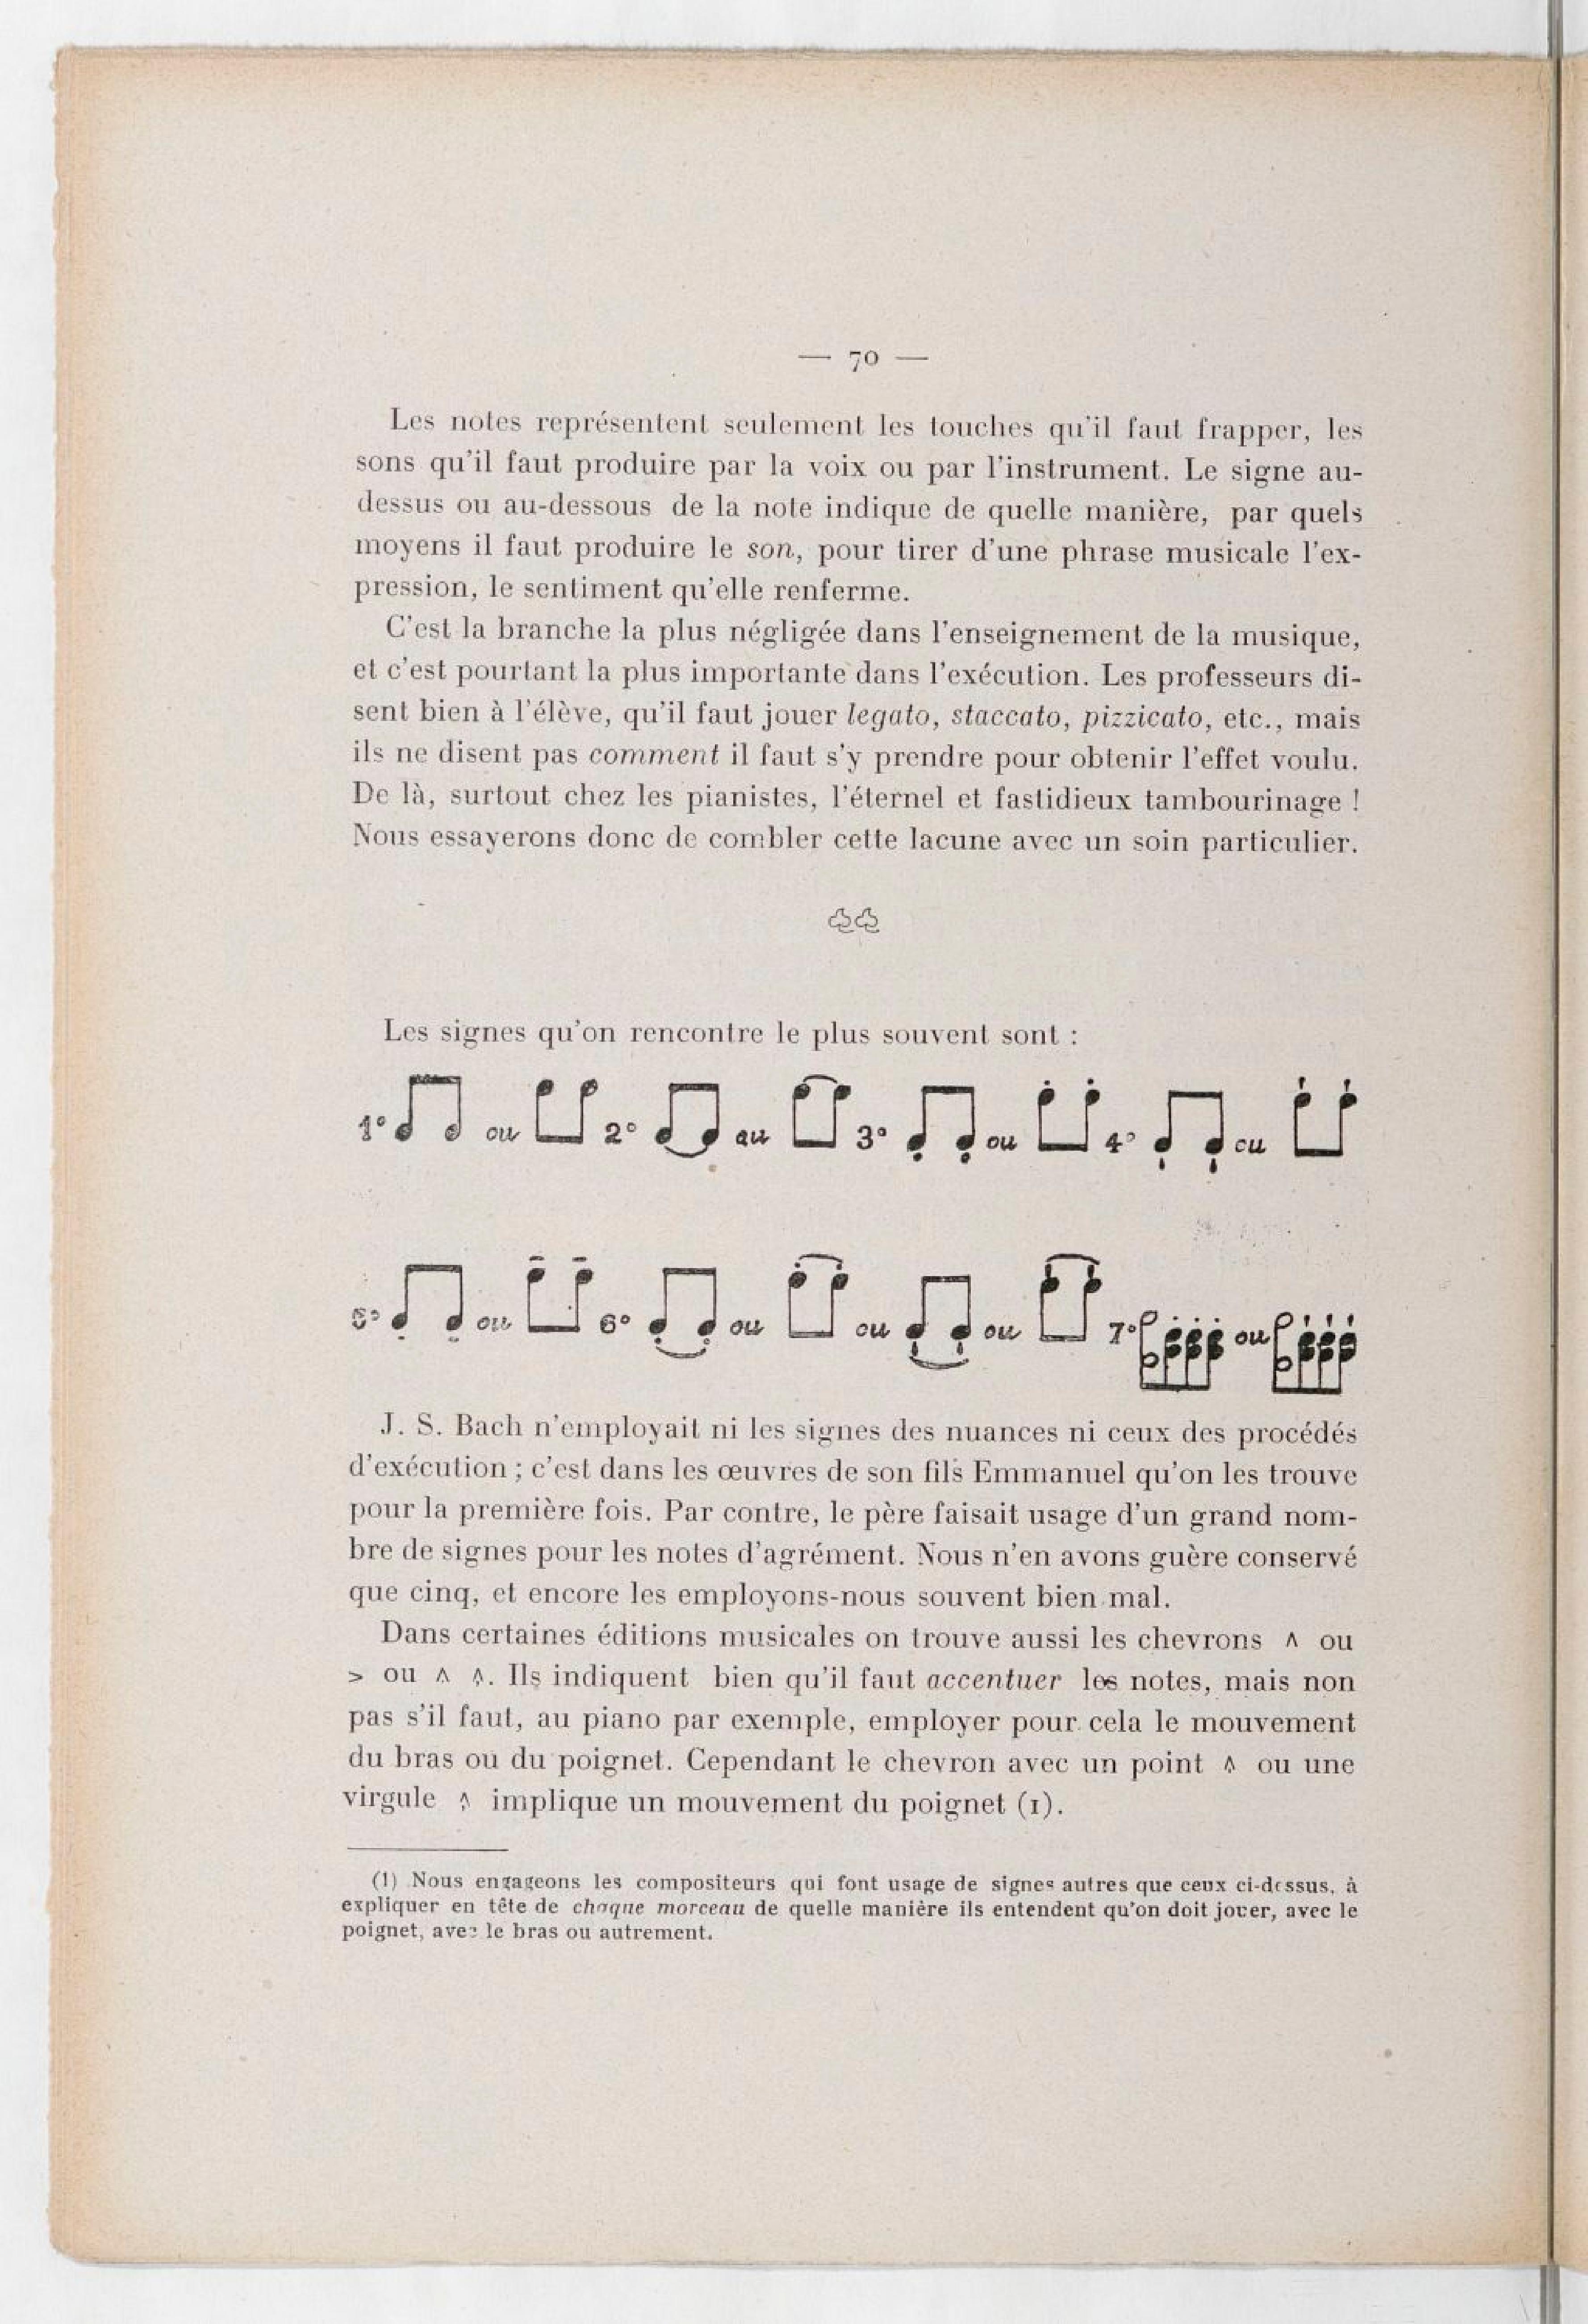 — 70 —
Les notes représentent seulement les touches qu'il faut frapper, les
sons qu'il faut produire par la voix ou par l'instrument. Le signe au-
dessus ou au-dessous de la note indique de quelle manière, par quels
moyens il faut produire le son, pour tirer d'une phrase musicale l'ex-
pression, le sentiment qu'elle renferme.
C'est la branche la plus négligée dans l'enseignement de la musique,
et c'est pourtant la plus importante dans l'exécution. Les professeurs di-
sent bien à l'élève, qu'il faut jouer legato, staccato, pizzicato, etc., mais
ils ne disent pas comment il faut s'y prendre pour obtenir l'effet voulu.
De là, surtout chez les pianistes, l'éternel et fastidieux tambourinage !
Nous essayerons donc de combler cette lacune avec un soin particulier.
Les signes qu'on rencontre le plus souvent sont :
1° ou 2° ou 3° ou 4° ou
5° ou 6° ou ou ou 7° ou
J. S. Bach n'employait ni les signes des nuances ni ceux des procédés
d'exécution ; c'est dans les œuvres de son fils Emmanuel qu'on les trouve
pour la première fois. Par contre, le père faisait usage d'un grand nom-
bre de signes pour les notes d'agrément. Nous n'en avons guère conservé
que cinq, et encore les employons-nous souvent bien mal.
Dans certaines éditions musicales on trouve aussi les chevrons ∧ ou
> ou ∧ ∧. Ils indiquent bien qu'il faut accentuer les notes, mais non
pas s'il faut, au piano par exemple, employer pour cela le mouvement
du bras ou du poignet. Cependant le chevron avec un point ∧ ou une
virgule ∧ implique un mouvement du poignet (1).
(1) Nous engageons les compositeurs qui font usage de signes autres que ceux ci-dessus, à
expliquer en tête de chaque morceau de quelle manière ils entendent qu'on doit jouer, avec le
poignet, avec le bras ou autrement.